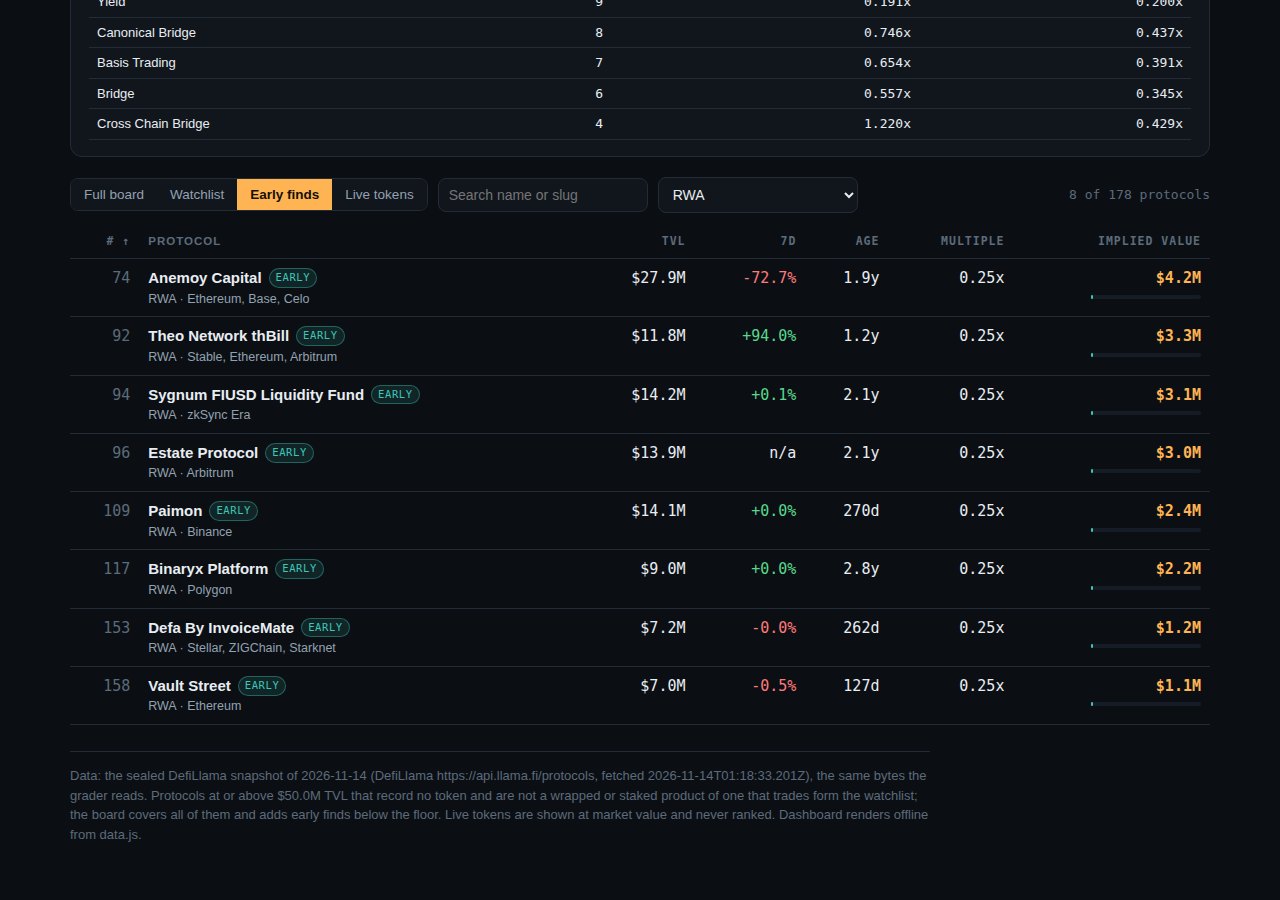 Yield 9 0.191x 0.200x
Canonical Bridge 8 0.746x 0.437x
Basis Trading 7 0.654x 0.391x
Bridge 6 0.557x 0.345x
Cross Chain Bridge 4 1.220x 0.429x
Full board Watchlist Early finds Live tokens Search name or slug RWA 8 of 178 protocols
# ↑ PROTOCOL TVL 7D AGE MULTIPLE IMPLIED VALUE
74 Anemoy Capital EARLY $27.9M -72.7% 1.9y 0.25x $4.2M
RWA · Ethereum, Base, Celo
92 Theo Network thBill EARLY $11.8M +94.0% 1.2y 0.25x $3.3M
RWA · Stable, Ethereum, Arbitrum
94 Sygnum FIUSD Liquidity Fund EARLY $14.2M +0.1% 2.1y 0.25x $3.1M
RWA · zkSync Era
96 Estate Protocol EARLY $13.9M n/a 2.1y 0.25x $3.0M
RWA · Arbitrum
109 Paimon EARLY $14.1M +0.0% 270d 0.25x $2.4M
RWA · Binance
117 Binaryx Platform EARLY $9.0M +0.0% 2.8y 0.25x $2.2M
RWA · Polygon
153 Defa By InvoiceMate EARLY $7.2M -0.0% 262d 0.25x $1.2M
RWA · Stellar, ZIGChain, Starknet
158 Vault Street EARLY $7.0M -0.5% 127d 0.25x $1.1M
RWA · Ethereum
Data: the sealed DefiLlama snapshot of 2026-11-14 (DefiLlama https://api.llama.fi/protocols, fetched 2026-11-14T01:18:33.201Z), the same bytes the
grader reads. Protocols at or above $50.0M TVL that record no token and are not a wrapped or staked product of one that trades form the watchlist;
the board covers all of them and adds early finds below the floor. Live tokens are shown at market value and never ranked. Dashboard renders offline
from data.js.